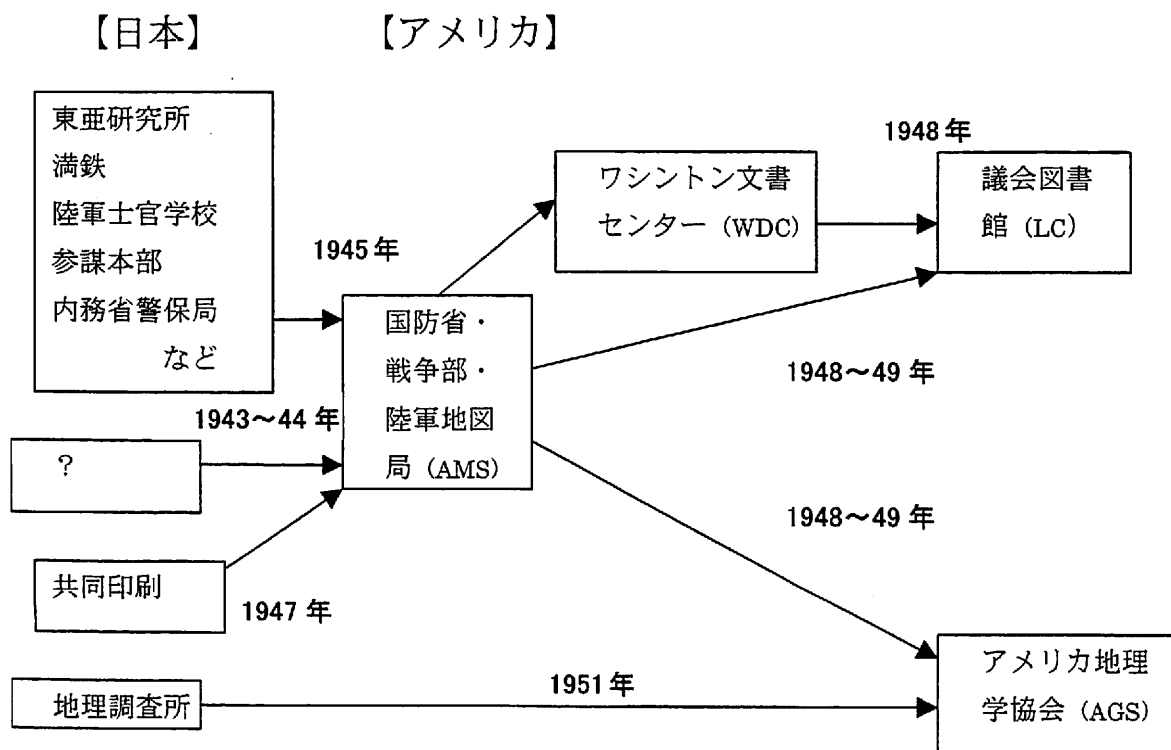 【日本】
【アメリカ】
東亜研究所
満鉄
陸軍士官学校
参謀本部
内務省警保局
など
1945年
国防省・
戦争部・
陸軍地図
局（AMS）
ワシントン文書
センター（WDC）
1948年
議会図書
館（LC）
1948～49年
1943～44年
？
共同印刷
1947年
1948～49年
地理調査所
1951年
アメリカ地理
学協会（AGS）